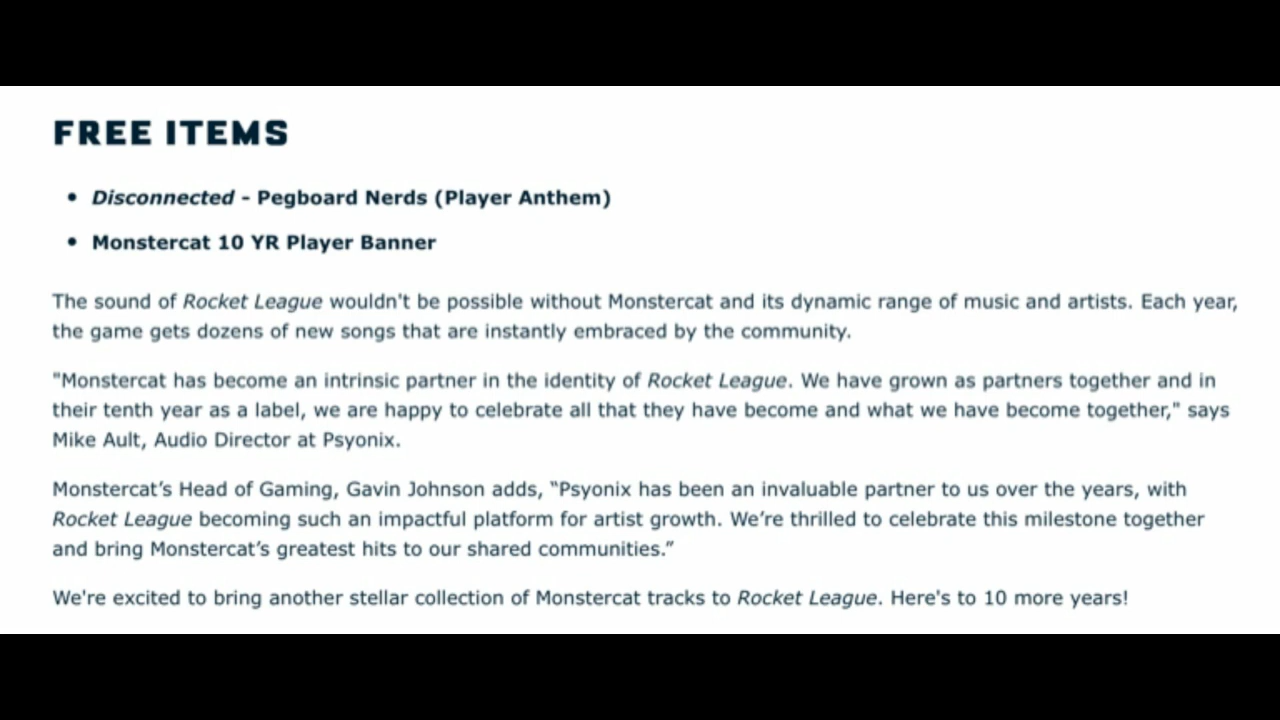 FREE ITEMS
• Disconnected - Pegboard Nerds (Player Anthem)
• Monstercat 10 YR Player Banner
The sound of Rocket League wouldn't be possible without Monstercat and its dynamic range of music and artists. Each year,
the game gets dozens of new songs that are instantly embraced by the community.
"Monstercat has become an intrinsic partner in the identity of Rocket League. We have grown as partners together and in
their tenth year as a label, we are happy to celebrate all that they have become and what we have become together," says
Mike Ault, Audio Director at Psyonix.
Monstercat’s Head of Gaming, Gavin Johnson adds, “Psyonix has been an invaluable partner to us over the years, with
Rocket League becoming such an impactful platform for artist growth. We’re thrilled to celebrate this milestone together
and bring Monstercat’s greatest hits to our shared communities.”
We're excited to bring another stellar collection of Monstercat tracks to Rocket League. Here's to 10 more years!